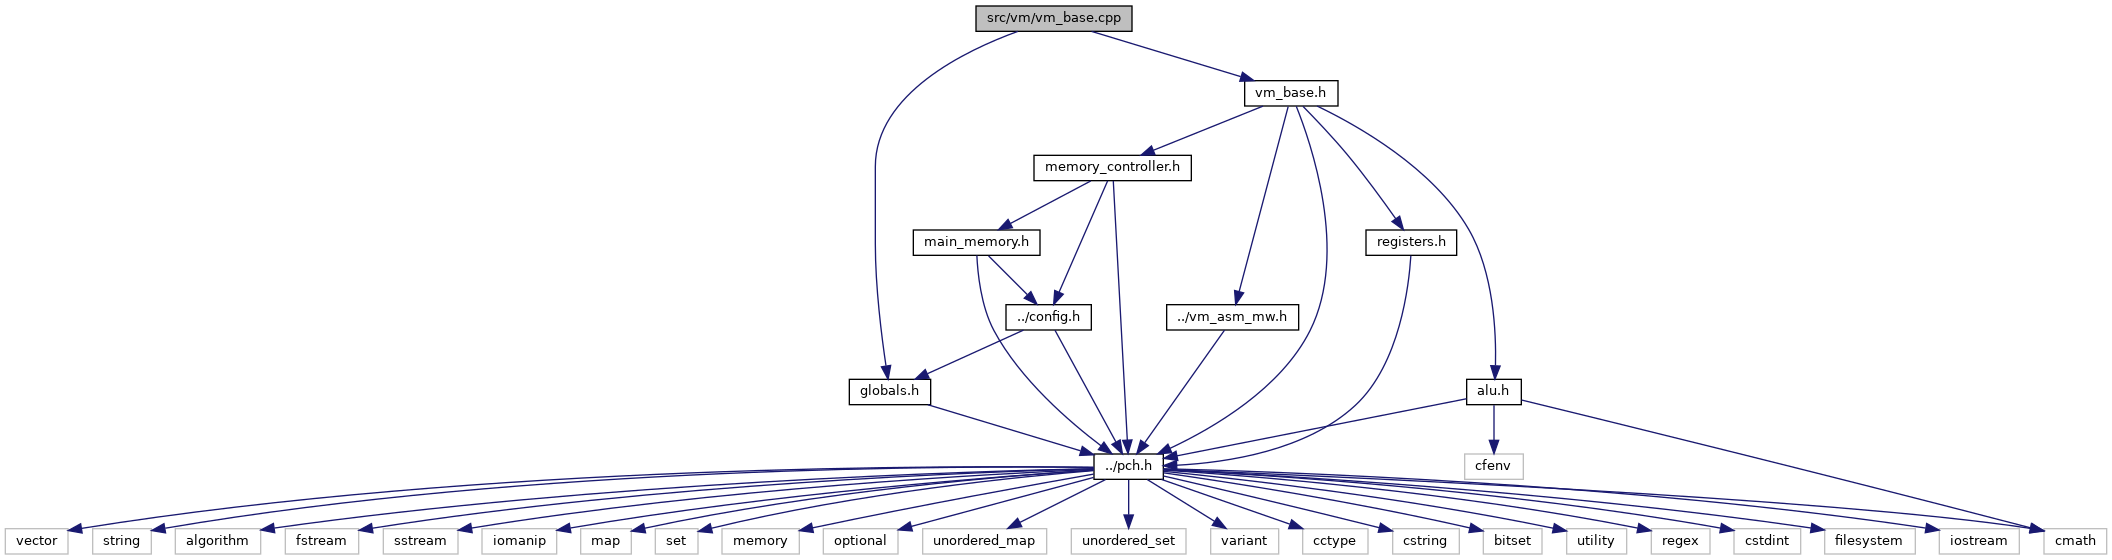 src/vm/vm_base.cpp
vm_base.h
memory_controller.h
main_memory.h
registers.h
../config.h
../vm_asm_mw.h
globals.h
alu.h
../pch.h
cfenv
vector
string
algorithm
fstream
sstream
iomanip
map
set
memory
optional
unordered_map
unordered_set
variant
cctype
cstring
bitset
utility
regex
cstdint
filesystem
iostream
cmath